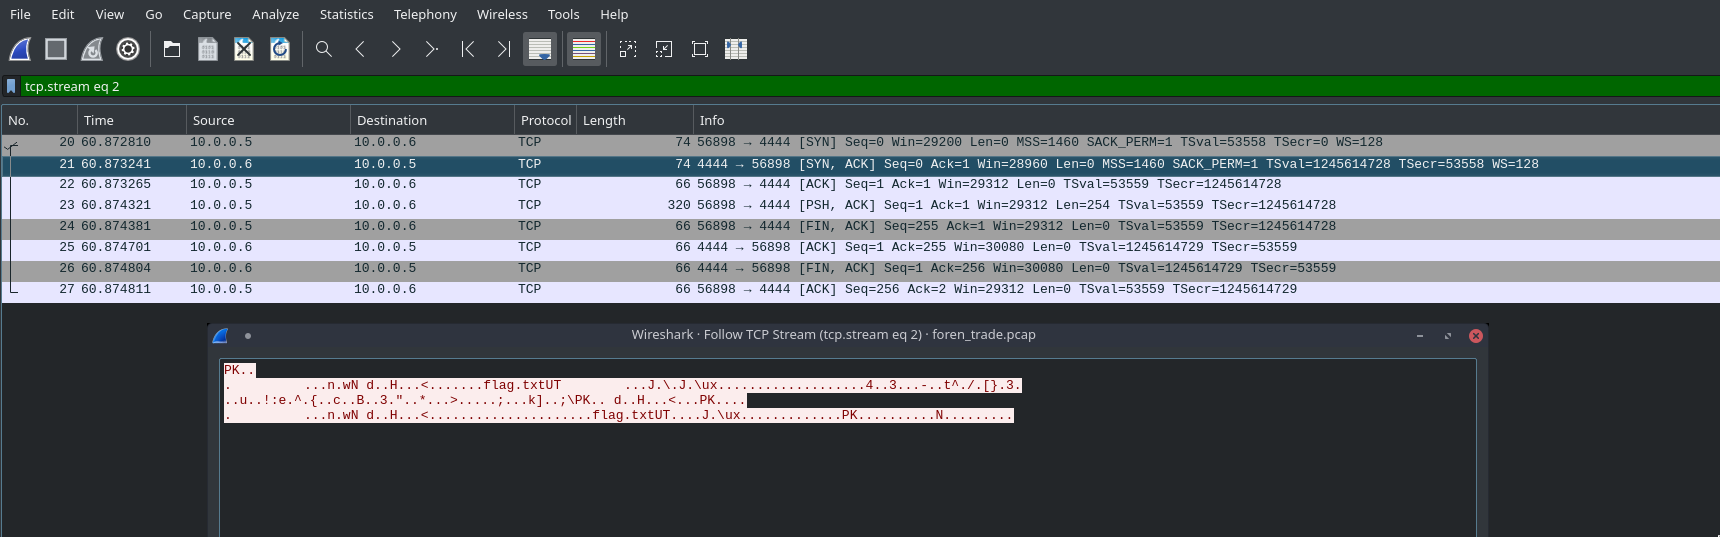 File Edit View Go Capture Analyze Statistics Telephony Wireless Tools Help
tcp.stream eq 2
No. Time Source Destination Protocol Length Info
20 60.872810 10.0.0.5 10.0.0.6 TCP 74 56898 → 4444 [SYN] Seq=0 Win=29200 Len=0 MSS=1460 SACK_PERM=1 TSval=53558 TSecr=0 WS=128
21 60.873241 10.0.0.6 10.0.0.5 TCP 74 4444 → 56898 [SYN, ACK] Seq=0 Ack=1 Win=28960 Len=0 MSS=1460 SACK_PERM=1 TSval=1245614728 TSecr=53558 WS=128
22 60.873265 10.0.0.5 10.0.0.6 TCP 66 56898 → 4444 [ACK] Seq=1 Ack=1 Win=29312 Len=0 TSval=53559 TSecr=1245614728
23 60.874321 10.0.0.5 10.0.0.6 TCP 320 56898 → 4444 [PSH, ACK] Seq=1 Ack=1 Win=29312 Len=254 TSval=53559 TSecr=1245614728
24 60.874381 10.0.0.5 10.0.0.6 TCP 66 56898 → 4444 [FIN, ACK] Seq=255 Ack=1 Win=29312 Len=0 TSval=53559 TSecr=1245614728
25 60.874701 10.0.0.6 10.0.0.5 TCP 66 4444 → 56898 [ACK] Seq=1 Ack=255 Win=30080 Len=0 TSval=1245614729 TSecr=53559
26 60.874804 10.0.0.6 10.0.0.5 TCP 66 4444 → 56898 [FIN, ACK] Seq=1 Ack=256 Win=30080 Len=0 TSval=1245614729 TSecr=53559
27 60.874811 10.0.0.5 10.0.0.6 TCP 66 56898 → 4444 [ACK] Seq=256 Ack=2 Win=29312 Len=0 TSval=53559 TSecr=1245614729
Wireshark · Follow TCP Stream (tcp.stream eq 2) · foren_trade.pcap
PK..
. ...n.wN d..H...<.......flag.txtUT ...J.\.J.\ux...................4..3...-..t^./.[}.3.
..u..!:e.^.{..c..B..3."..*...>.....;...k]..;\PK.. d..H...<...PK....
. ...n.wN d..H...<.....................flag.txtUT....J.\ux.............PK..........N.........